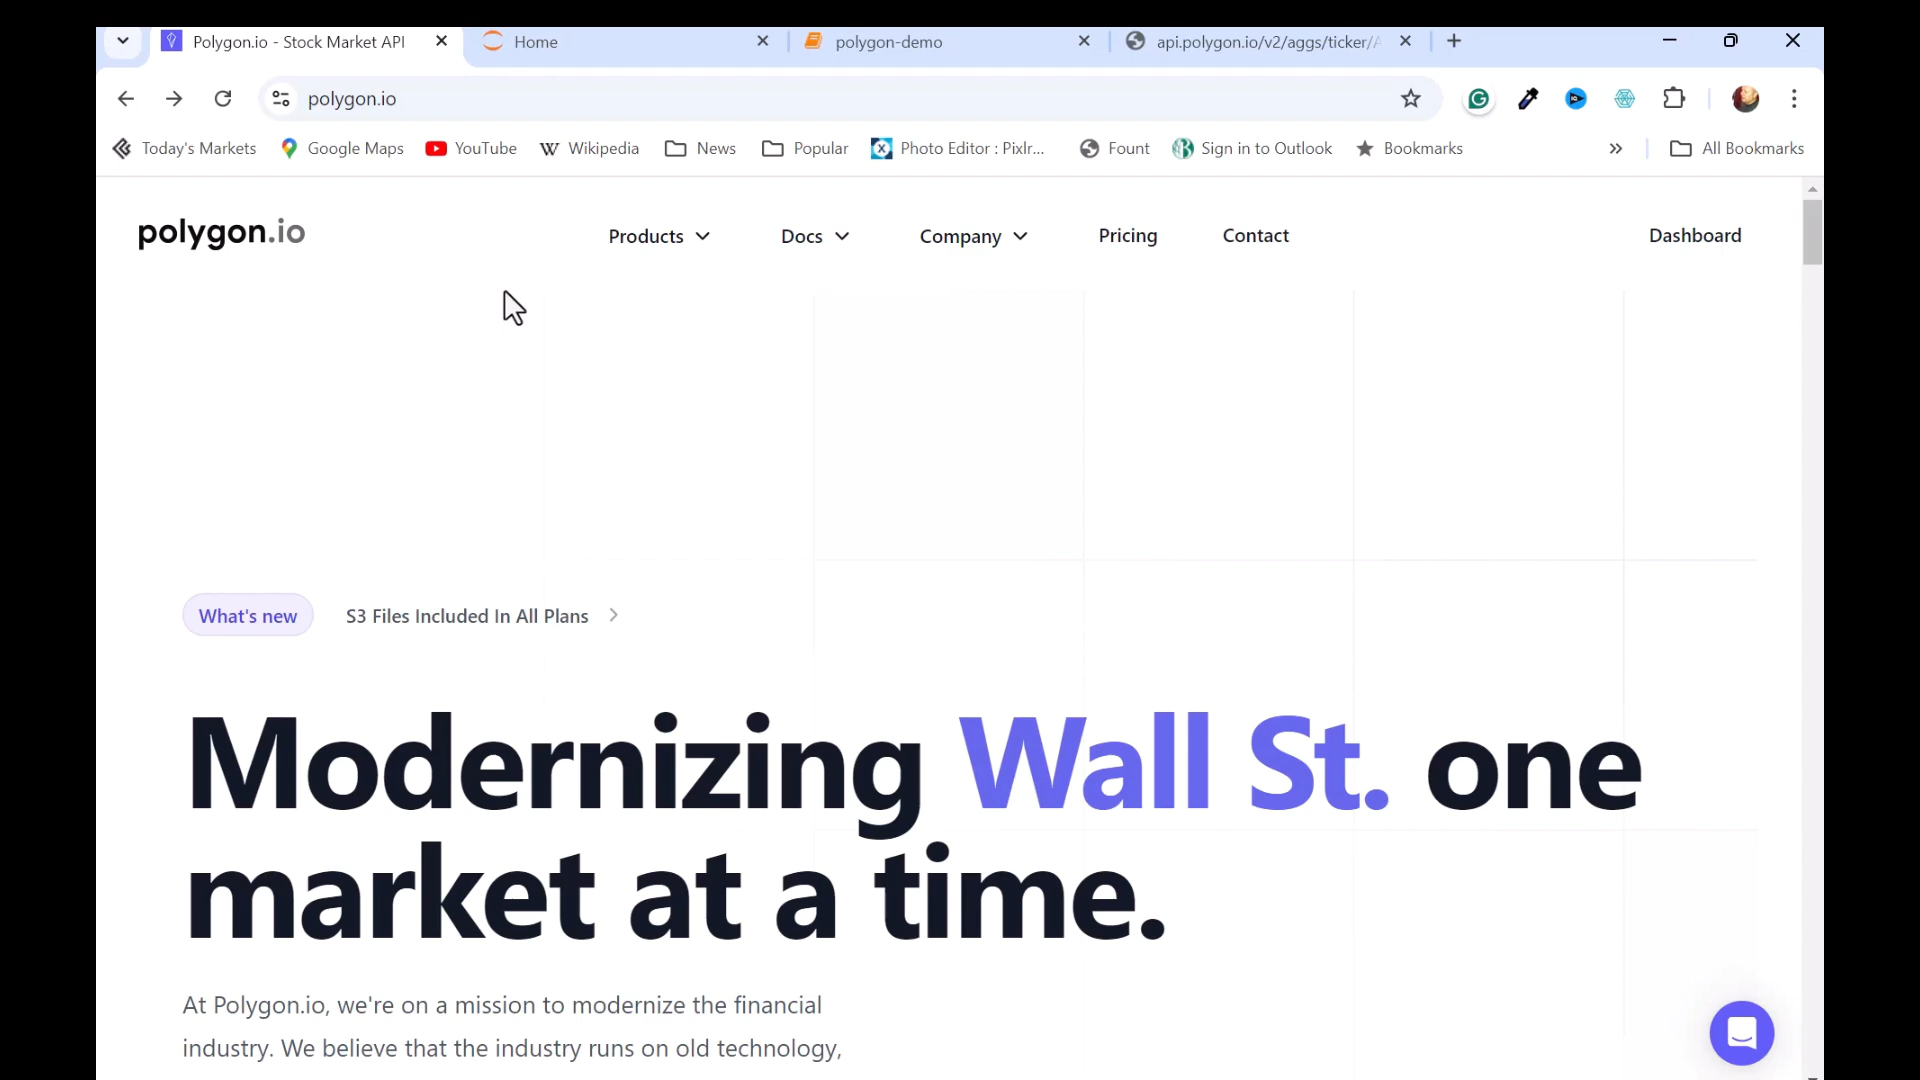 Polygon.io - Stock Market API
Home
polygon-demo
api.polygon.io/v2/aggs/ticker/
polygon.io
Today's Markets
Google Maps
YouTube
Wikipedia
News
Popular
Photo Editor : Pixlr...
Fount
Sign in to Outlook
Bookmarks
All Bookmarks
polygon.io
Products
Docs
Company
Pricing
Contact
Dashboard
What's new
S3 Files Included In All Plans
Modernizing Wall St. one
market at a time.
At Polygon.io, we're on a mission to modernize the financial
industry. We believe that the industry runs on old technology,